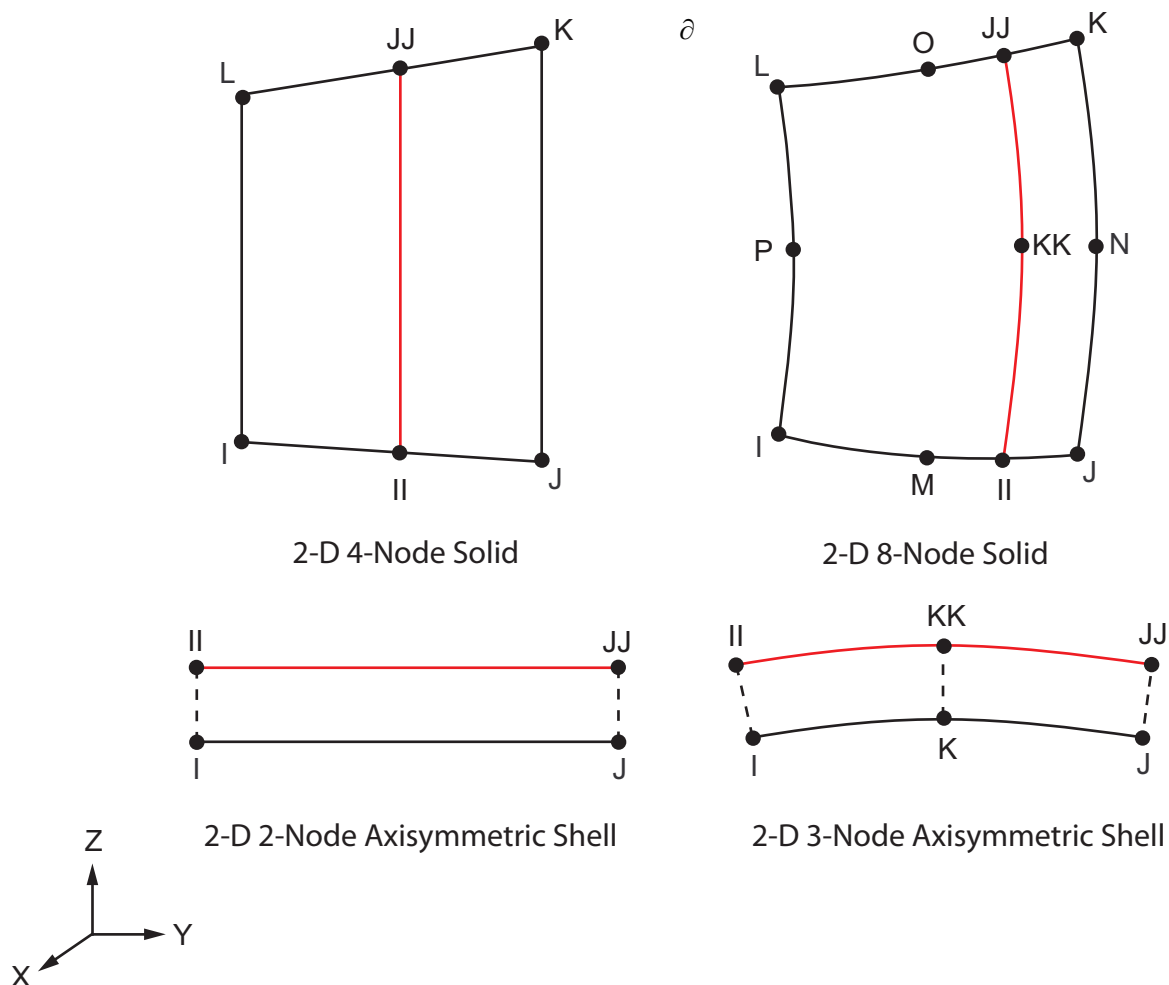 L
JJ
K
I
II
J
2-D 4-Node Solid
∂
L
O
JJ
K
P
KK
N
I
M
II
J
2-D 8-Node Solid
II
JJ
I
J
2-D 2-Node Axisymmetric Shell
II
KK
JJ
I
K
J
2-D 3-Node Axisymmetric Shell
Z
Y
X